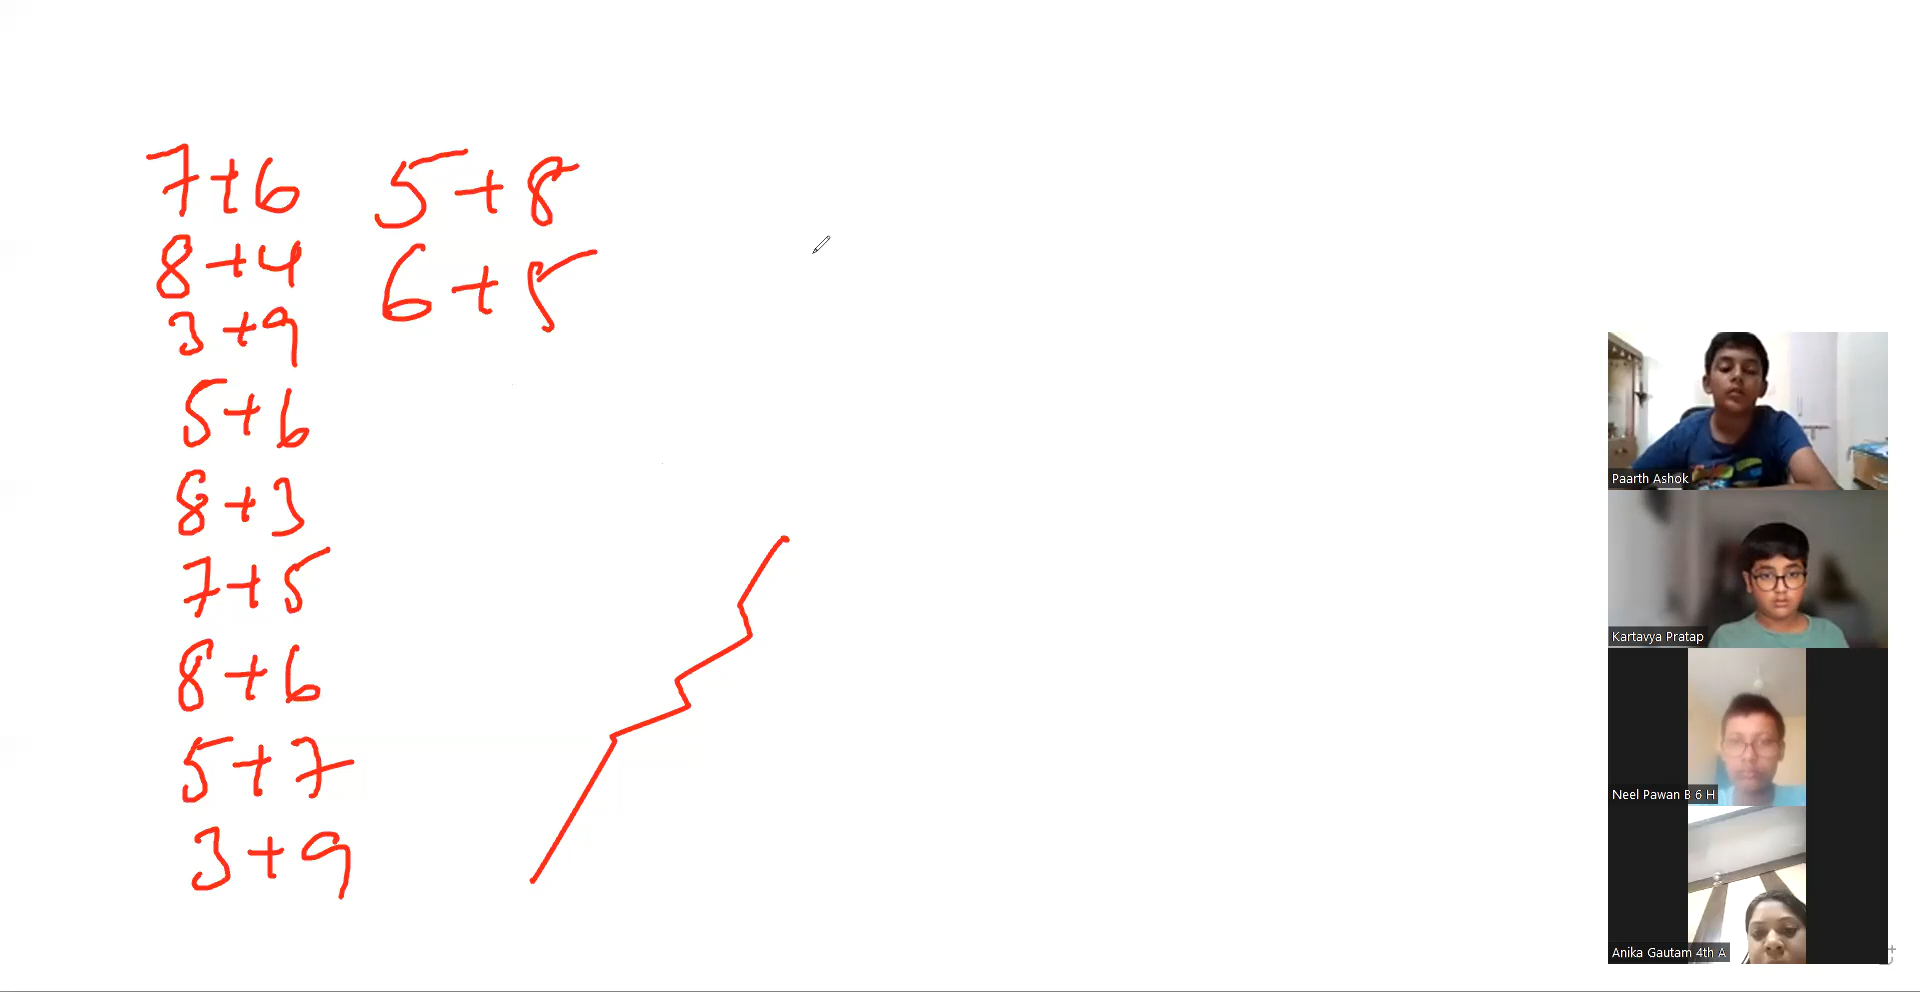 7+6
8+4
3+9
5+6
8+3
7+5
8+6
5+7
3+9
5+8
6+5
Paarth Ashok
Kartavya Pratap
Neel Pawan B 6 H
Anika Gautam 4th A